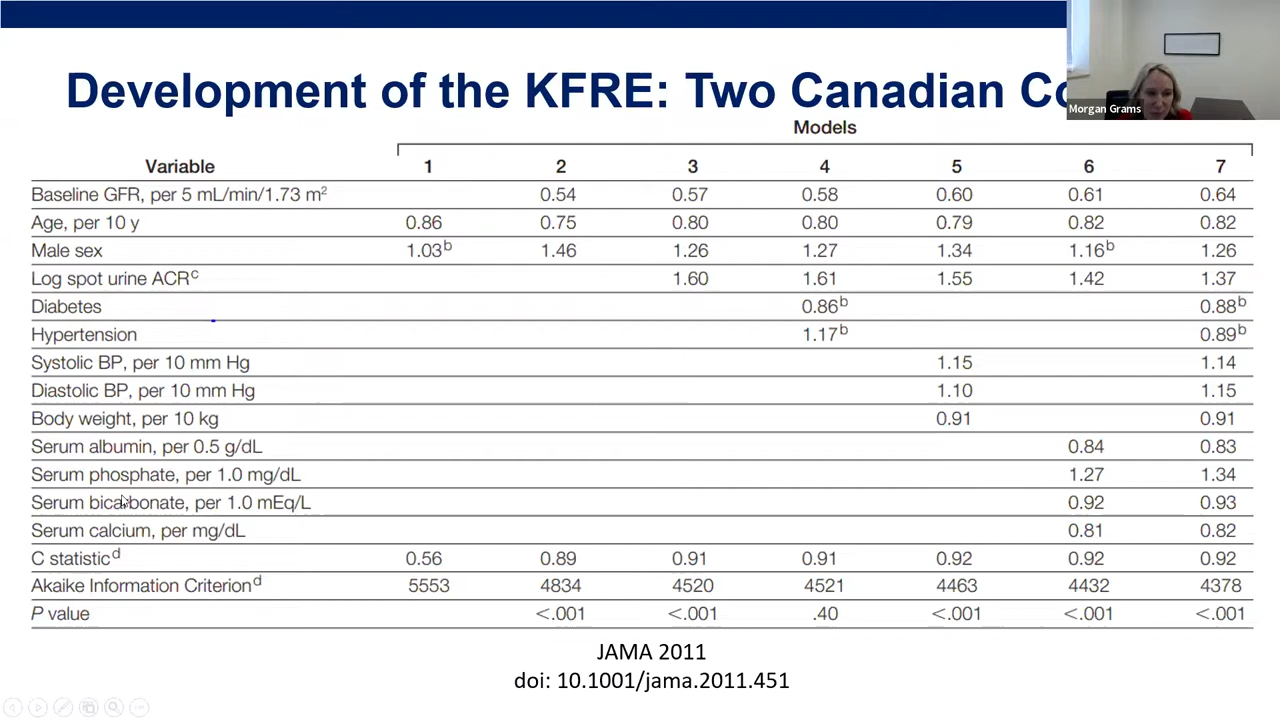 Development of the KFRE: Two Canadian Co
Morgan Grams
Models
Variable 1 2 3 4 5 6 7
Baseline GFR, per 5 mL/min/1.73 m² 0.54 0.57 0.58 0.60 0.61 0.64
Age, per 10 y 0.86 0.75 0.80 0.80 0.79 0.82 0.82
Male sex 1.03b 1.46 1.26 1.27 1.34 1.16b 1.26
Log spot urine ACRc 1.60 1.61 1.55 1.42 1.37
Diabetes 0.86b 0.88b
Hypertension 1.17b 0.89b
Systolic BP, per 10 mm Hg 1.15 1.14
Diastolic BP, per 10 mm Hg 1.10 1.15
Body weight, per 10 kg 0.91 0.91
Serum albumin, per 0.5 g/dL 0.84 0.83
Serum phosphate, per 1.0 mg/dL 1.27 1.34
Serum bicarbonate, per 1.0 mEq/L 0.92 0.93
Serum calcium, per mg/dL 0.81 0.82
C statisticd 0.56 0.89 0.91 0.91 0.92 0.92 0.92
Akaike Information Criteriond 5553 4834 4520 4521 4463 4432 4378
P value <.001 <.001 .40 <.001 <.001 <.001
JAMA 2011
doi: 10.1001/jama.2011.451